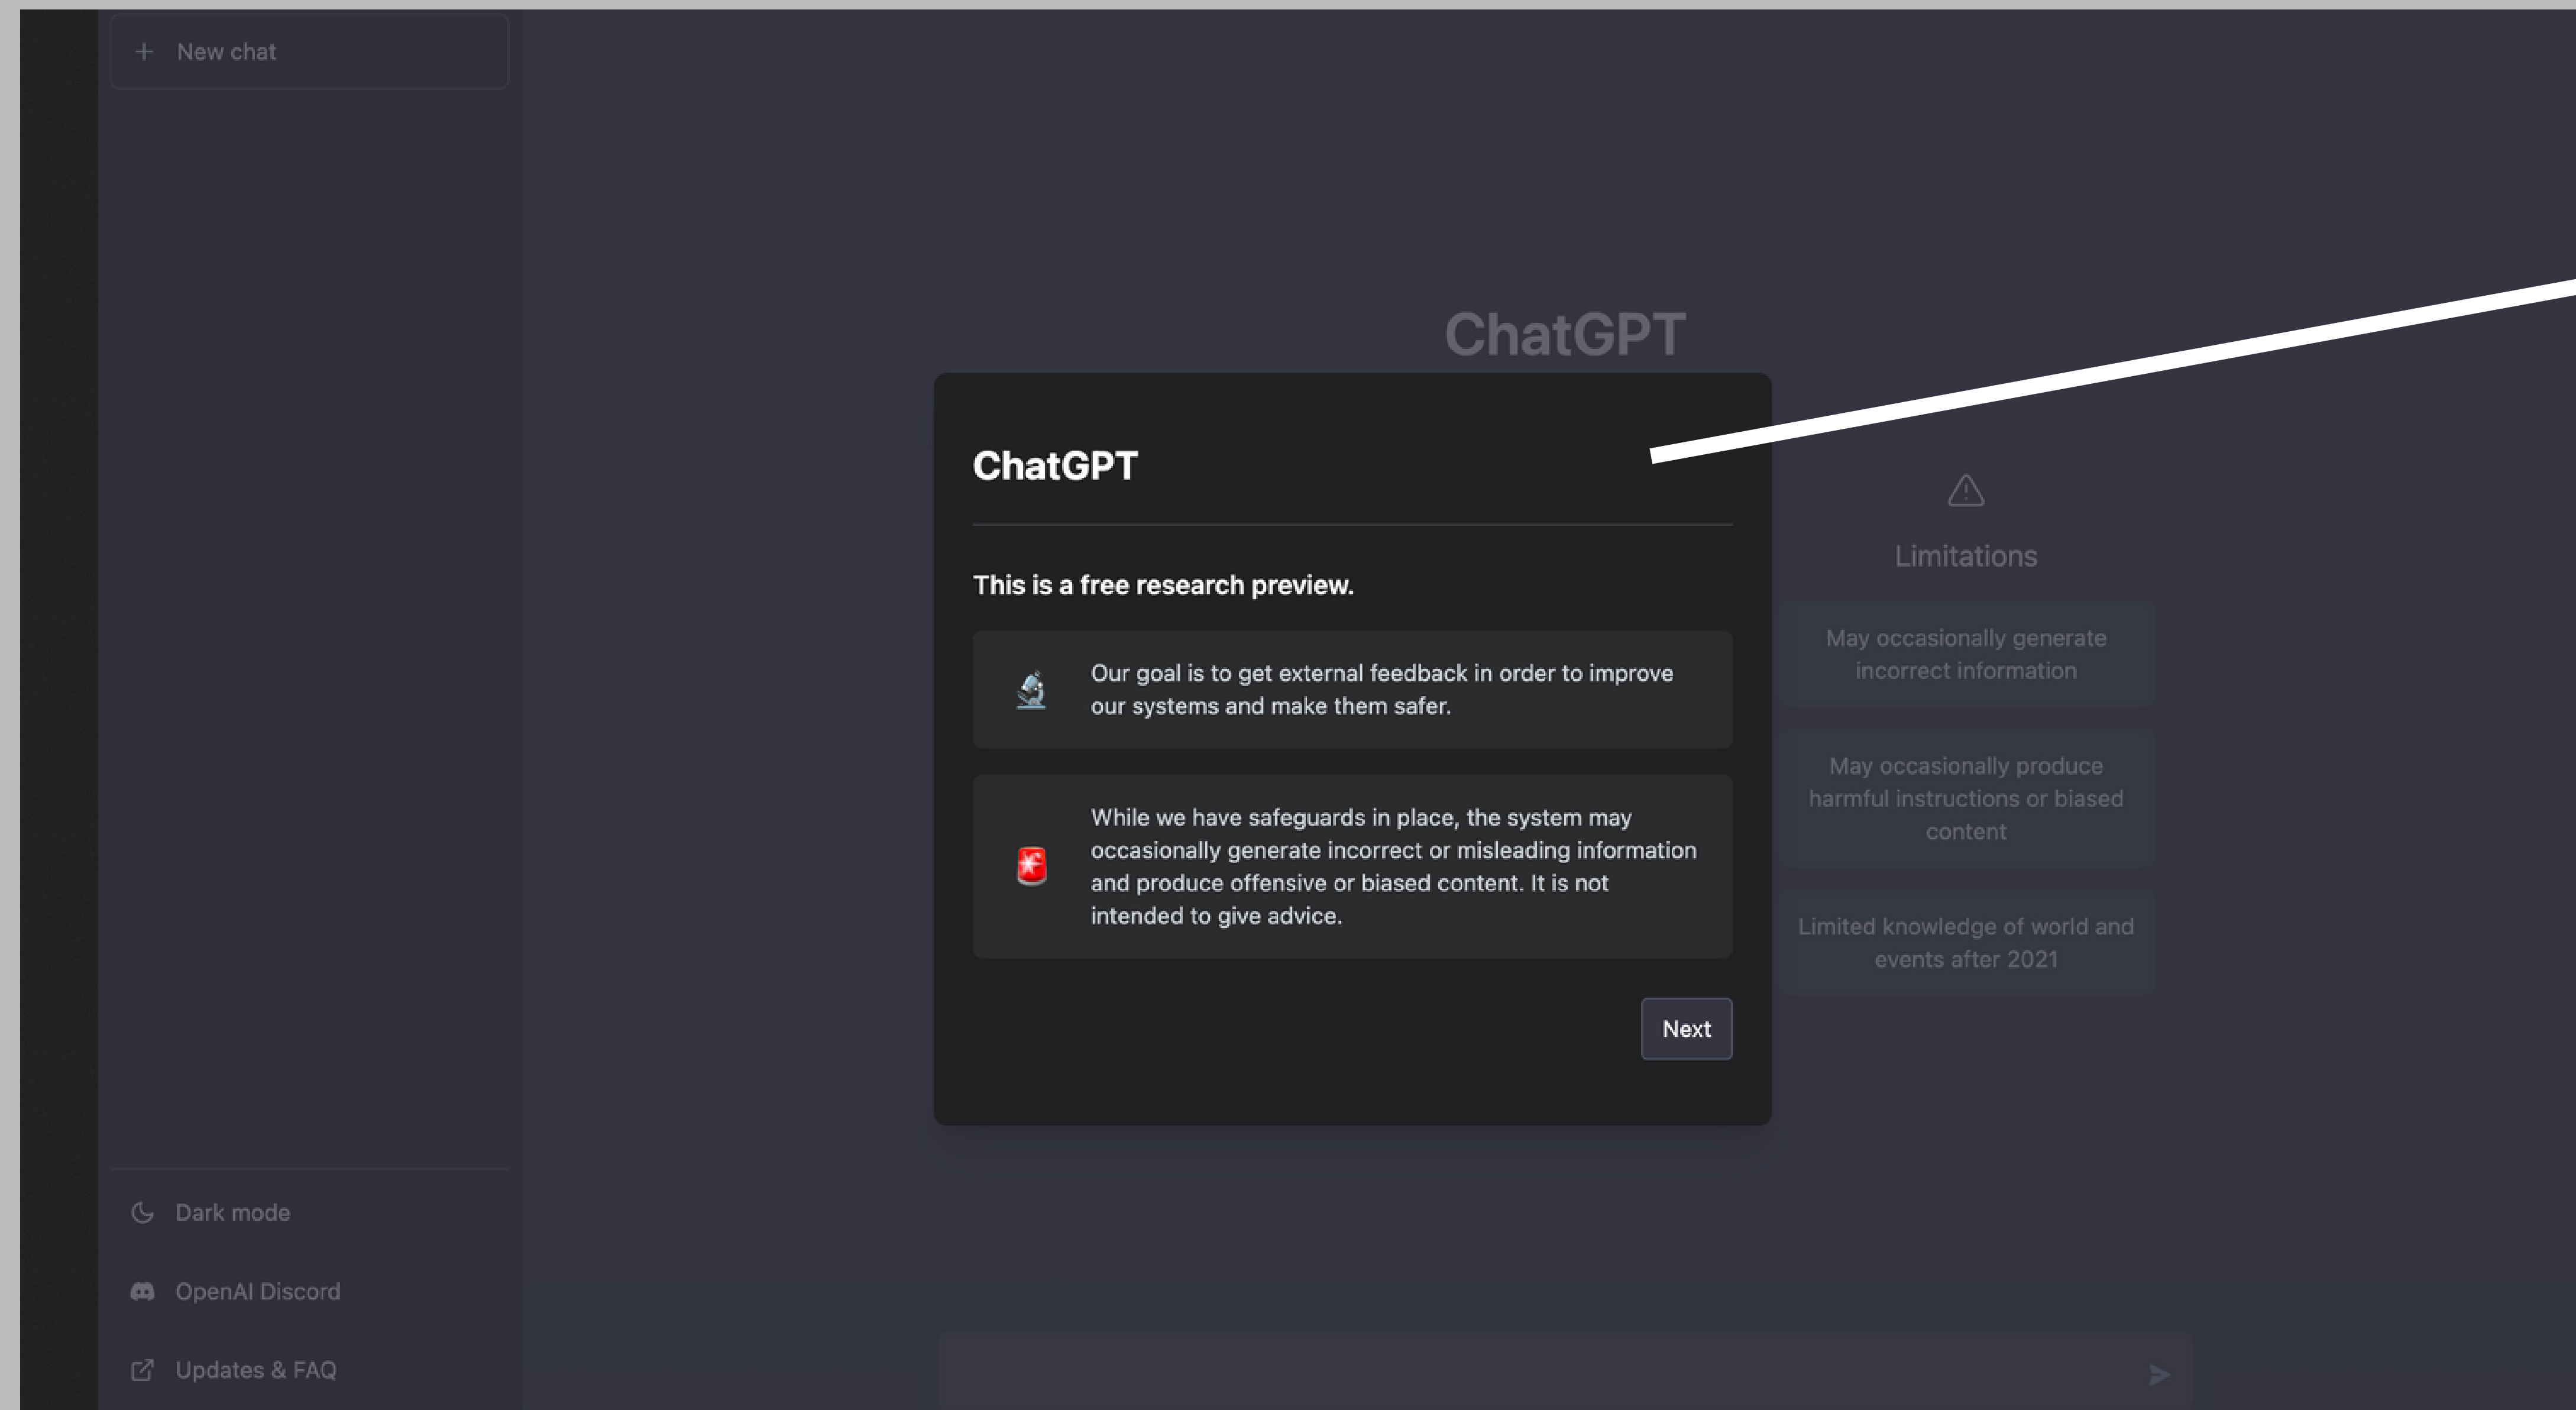 New chat
ChatGPT
ChatGPT
This is a free research preview.
Our goal is to get external feedback in order to improve
our systems and make them safer.
While we have safeguards in place, the system may
occasionally generate incorrect or misleading information
and produce offensive or biased content. It is not
intended to give advice.
Next
Limitations
May occasionally generate
incorrect information
May occasionally produce
harmful instructions or biased
content
Limited knowledge of world and
events after 2021
Dark mode
OpenAI Discord
Updates & FAQ